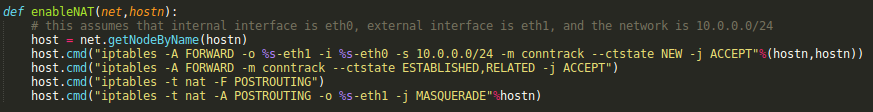 def enableNAT(net,hostn):
    # this assumes that internal interface is eth0, external interface is eth1, and the network is 10.0.0.0/24
    host = net.getNodeByName(hostn)
    host.cmd("iptables -A FORWARD -o %s-eth1 -i %s-eth0 -s 10.0.0.0/24 -m conntrack --ctstate NEW -j ACCEPT"%(hostn,hostn))
    host.cmd("iptables -A FORWARD -m conntrack --ctstate ESTABLISHED,RELATED -j ACCEPT")
    host.cmd("iptables -t nat -F POSTROUTING")
    host.cmd("iptables -t nat -A POSTROUTING -o %s-eth1 -j MASQUERADE"%hostn)